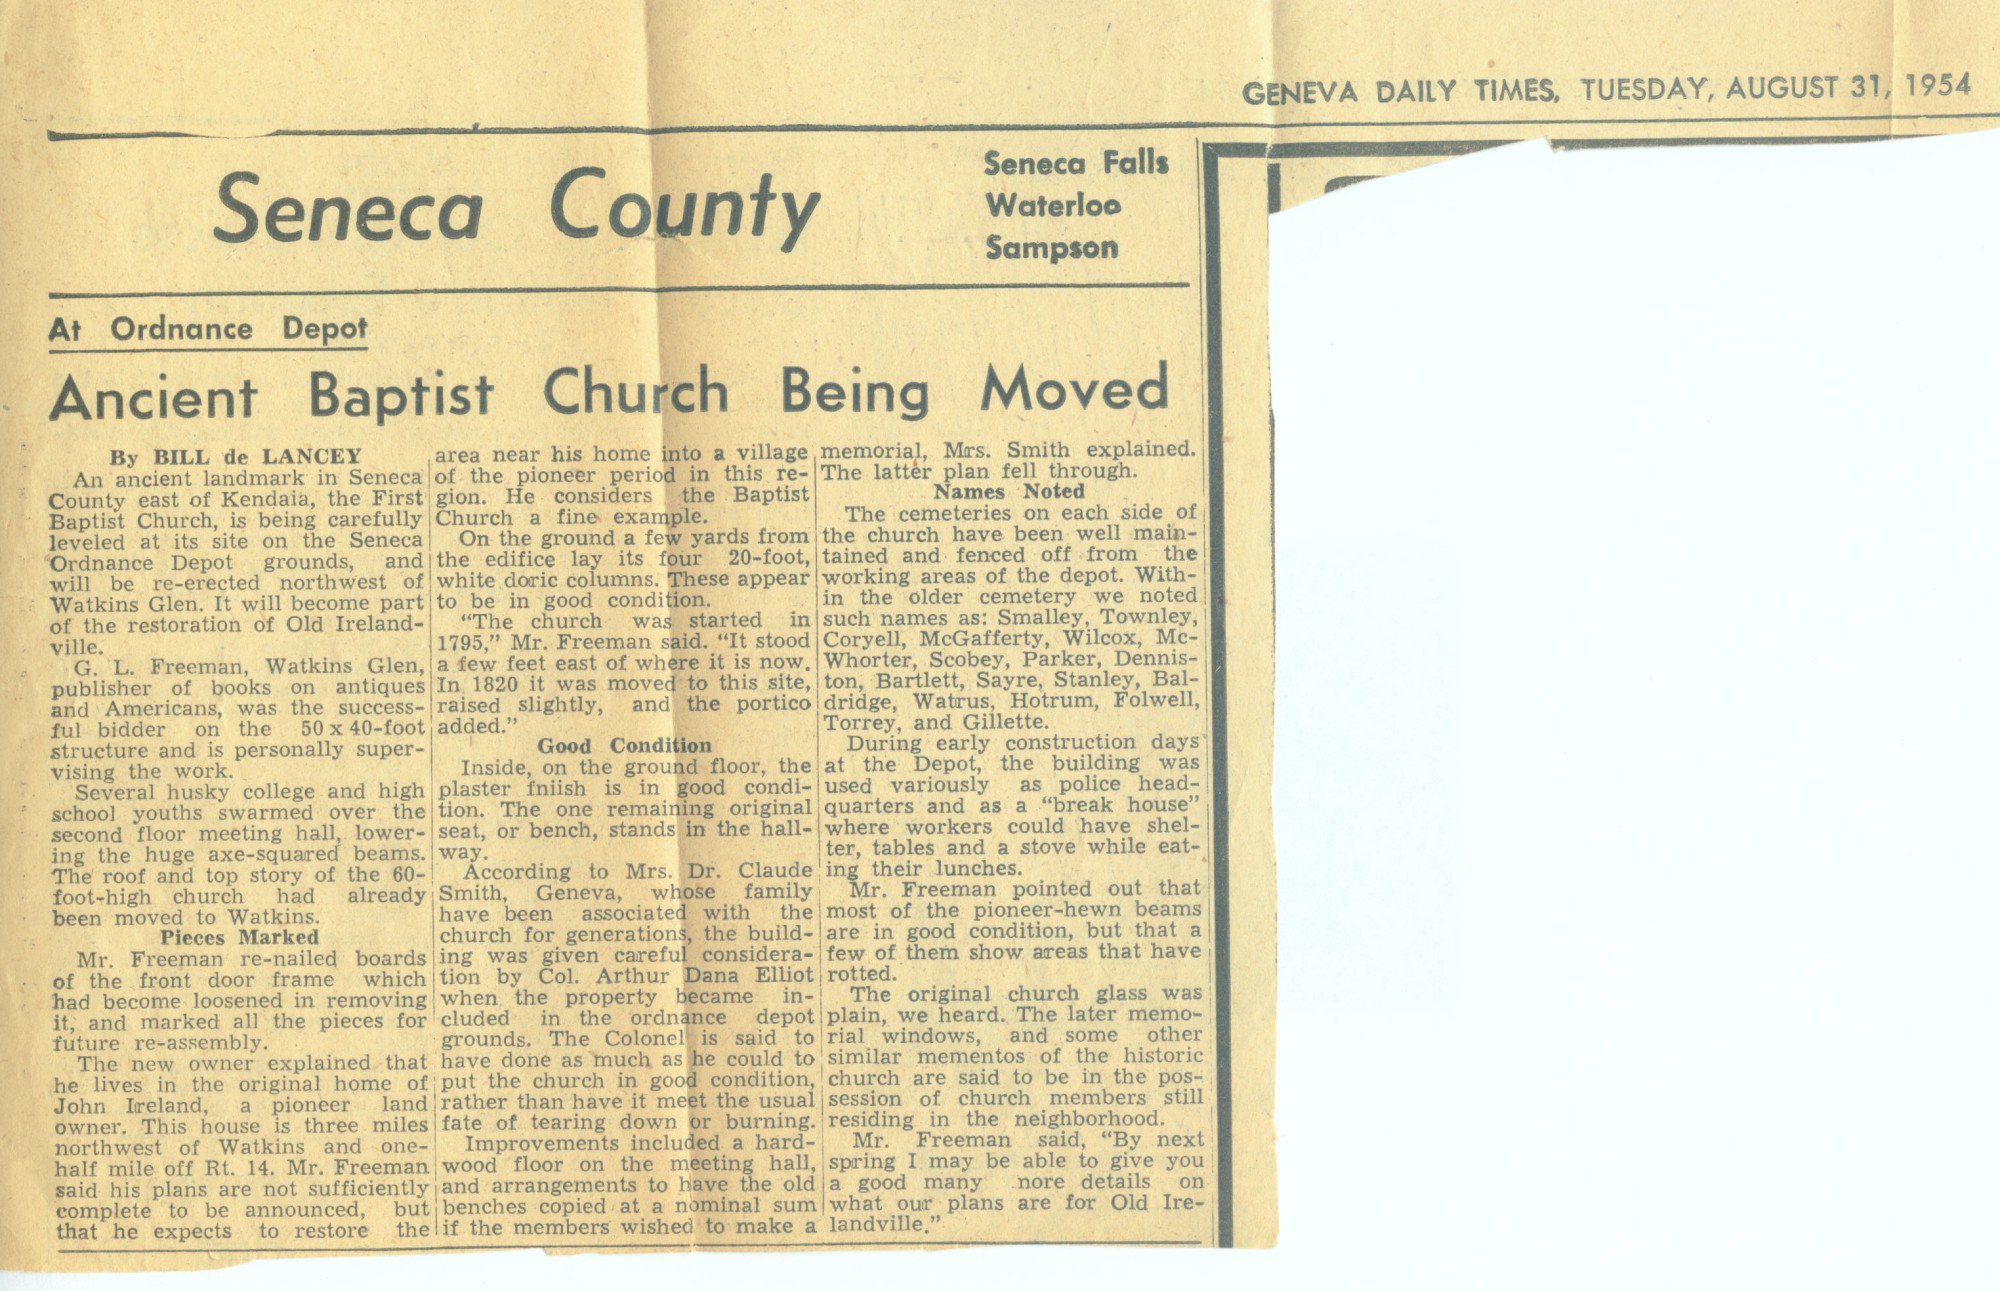 GENEVA DAILY TIMES, TUESDAY, AUGUST 31, 1954
Seneca County
Seneca Falls
Waterloo
Sampson
At Ordnance Depot
Ancient Baptist Church Being Moved
By BILL de LANCEY
An ancient landmark in Seneca
County east of Kendaia, the First
Baptist Church, is being carefully
leveled at its site on the Seneca
Ordnance Depot grounds, and
will be re-erected northwest of
Watkins Glen. It will become part
of the restoration of Old Ireland-
ville.
G. L. Freeman, Watkins Glen,
publisher of books on antiques
and Americans, was the success-
ful bidder on the 50 x 40-foot
structure and is personally super-
vising the work.
Several husky college and high
school youths swarmed over the
second floor meeting hall, lower-
ing the huge axe-squared beams.
The roof and top story of the 60-
foot-high church had already
been moved to Watkins.
Pieces Marked
Mr. Freeman re-nailed boards
of the front door frame which
had become loosened in removing
it, and marked all the pieces for
future re-assembly.
The new owner explained that
he lives in the original home of
John Ireland, a pioneer land
owner. This house is three miles
northwest of Watkins and one-
half mile off Rt. 14. Mr. Freeman
said his plans are not sufficiently
complete to be announced, but
that he expects to restore the
area near his home into a village
of the pioneer period in this re-
gion. He considers the Baptist
Church a fine example.
On the ground a few yards from
the edifice lay its four 20-foot,
white doric columns. These appear
to be in good condition.
"The church was started in
1795," Mr. Freeman said. "It stood
a few feet east of where it is now.
In 1820 it was moved to this site,
raised slightly, and the portico
added."
Good Condition
Inside, on the ground floor, the
plaster fniish is in good condi-
tion. The one remaining original
seat, or bench, stands in the hall-
way.
According to Mrs. Dr. Claude
Smith, Geneva, whose family
have been associated with the
church for generations, the build-
ing was given careful considera-
tion by Col. Arthur Dana Elliot
when the property became in-
cluded in the ordnance depot
grounds. The Colonel is said to
have done as much as he could to
put the church in good condition,
rather than have it meet the usual
fate of tearing down or burning.
Improvements included a hard-
wood floor on the meeting hall,
and arrangements to have the old
benches copied at a nominal sum
if the members wished to make a
memorial, Mrs. Smith explained.
The latter plan fell through.
Names Noted
The cemeteries on each side of
the church have been well main-
tained and fenced off from the
working areas of the depot. With-
in the older cemetery we noted
such names as: Smalley, Townley,
Coryell, McGafferty, Wilcox, Mc-
Whorter, Scobey, Parker, Dennis-
ton, Bartlett, Sayre, Stanley, Bal-
dridge, Watrus, Hotrum, Folwell,
Torrey, and Gillette.
During early construction days
at the Depot, the building was
used variously as police head-
quarters and as a "break house"
where workers could have shel-
ter, tables and a stove while eat-
ing their lunches.
Mr. Freeman pointed out that
most of the pioneer-hewn beams
are in good condition, but that a
few of them show areas that have
rotted.
The original church glass was
plain, we heard. The later memo-
rial windows, and some other
similar mementos of the historic
church are said to be in the pos-
session of church members still
residing in the neighborhood.
Mr. Freeman said, "By next
spring I may be able to give you
a good many nore details on
what our plans are for Old Ire-
landville."